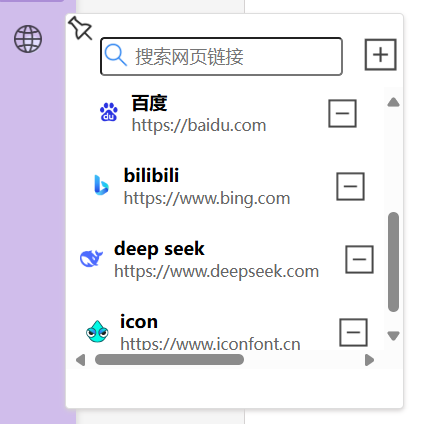 搜索网页链接
百度
https://baidu.com
bilibili
https://www.bing.com
deep seek
https://www.deepseek.com
icon
https://www.iconfont.cn